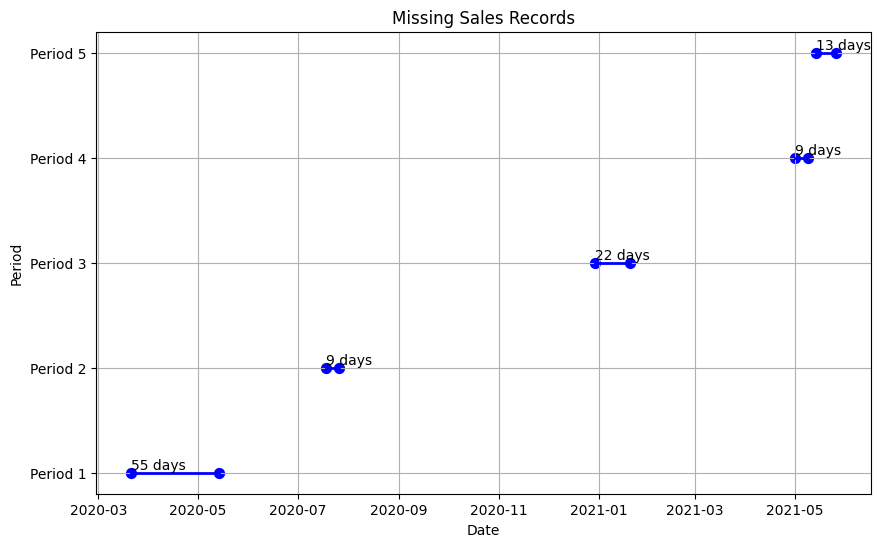 Missing Sales Records
Period 5
13 days
Period 4
9 days
Period 3
22 days
Period 2
9 days
Period 1
55 days
Period
2020-03 2020-05 2020-07 2020-09 2020-11 2021-01 2021-03 2021-05
Date